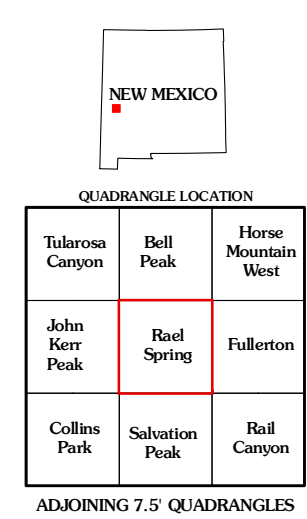 NEW MEXICO
QUADRANGLE LOCATION
Tularosa
Canyon
Bell
Peak
Horse
Mountain
West
John
Kerr
Peak
Rael
Spring
Fullerton
Collins
Park
Salvation
Peak
Rail
Canyon
ADJOINING 7.5' QUADRANGLES